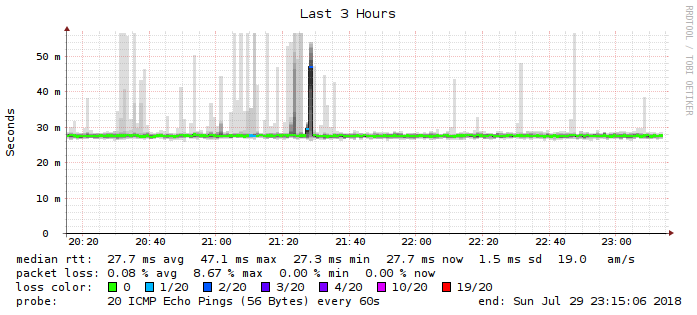 Last 3 Hours
RRDTOOL / TOBI OETIKER
Seconds
50 m
40 m
30 m
20 m
10 m
0
20:20 20:40 21:00 21:20 21:40 22:00 22:20 22:40 23:00
median rtt: 27.7 ms avg 47.1 ms max 27.3 ms min 27.7 ms now 1.5 ms sd 19.0 am/s
packet loss: 0.08 % avg 8.67 % max 0.00 % min 0.00 % now
loss color: 0 1/20 2/20 3/20 4/20 10/20 19/20
probe: 20 ICMP Echo Pings (56 Bytes) every 60s end: Sun Jul 29 23:15:06 2018